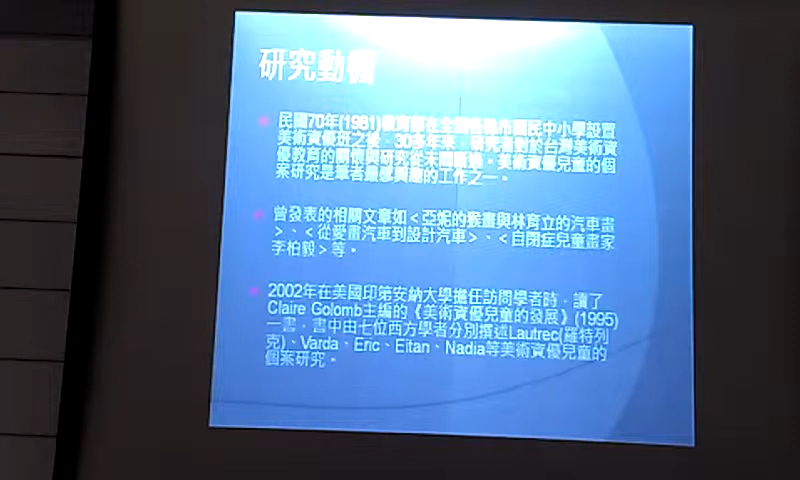 研究動機
民國70年(1981)教育部在全國各縣市國民中小學設置
美術資優班之後,30多年來,研究者對於台灣美術資
優教育的關懷與研究從未間斷過。美術資優兒童的個
案研究是筆者最感興趣的工作之一。
曾發表的相關文章如<亞妮的猴畫與林育立的汽車畫
>、<從愛畫汽車到設計汽車>、<自閉症兒童畫家
李柏毅>等。
2002年在美國印第安納大學擔任訪問學者時,讀了
Claire Golomb主編的《美術資優兒童的發展》(1995)
一書,書中由七位西方學者分別撰述Lautrec(羅特列
克)、Varda、Eric、Eitan、Nadia等美術資優兒童的
個案研究。